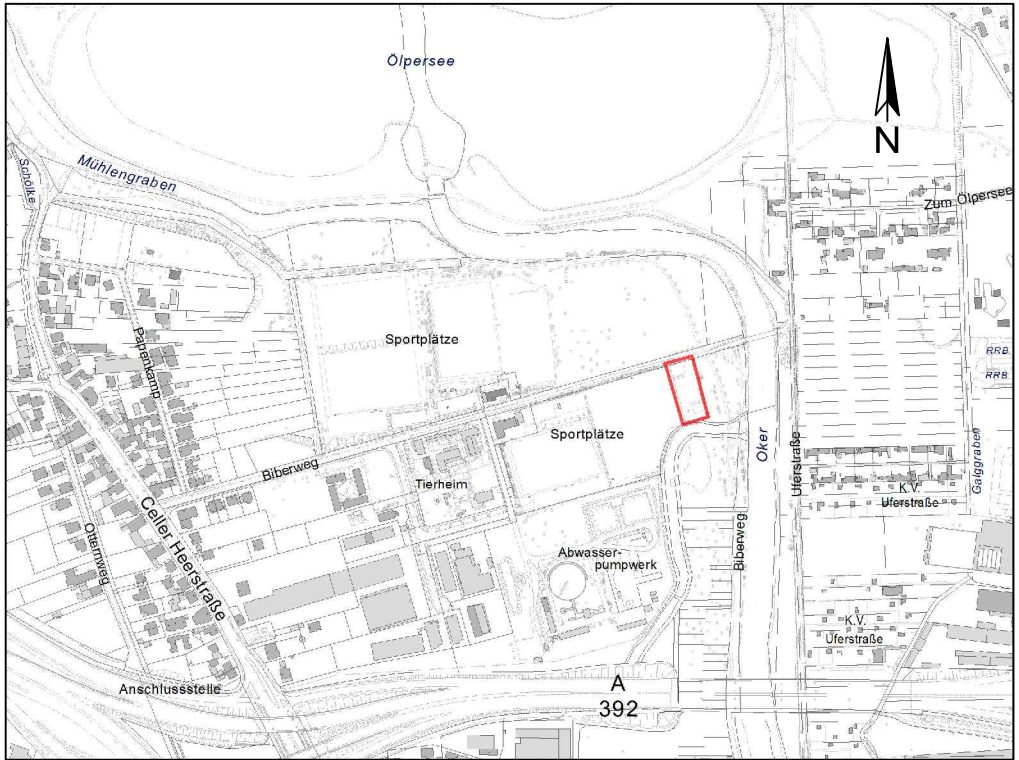 Ölpersee
N
Schölke
Mühlengraben
Zum Ölpersee
Papenkamp
Sportplätze
RRB
RRB
Sportplätze
Oker
Uferstraße
Galggraben
Biberweg
Tierheim
K.V.
Uferstraße
Celler Heerstraße
Otternweg
Biberweg
Abwasser-
pumpwerk
K.V.
Uferstraße
Anschlussstelle
A
392